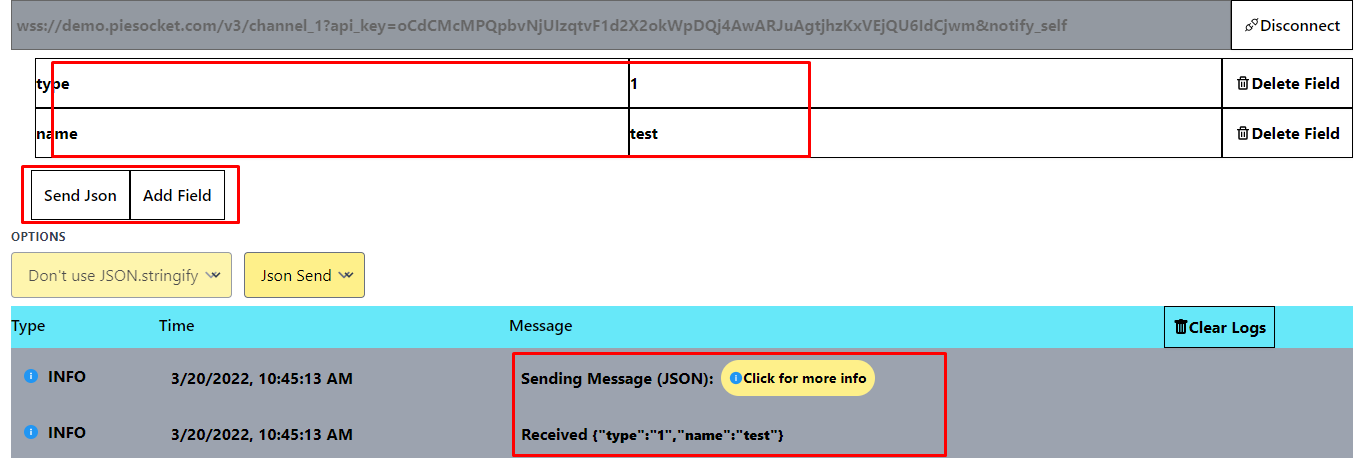 wss://demo.piesocket.com/v3/channel_1?api_key=oCdCMcMPQpbvNjUIzqtvF1d2X2okWpDQj4AwARJuAgtjhzKxVEjQU6IdCjwm&notify_self Disconnect
type 1 Delete Field
name test Delete Field
Send Json Add Field
OPTIONS
Don't use JSON.stringify Json Send
Type Time Message Clear Logs
INFO 3/20/2022, 10:45:13 AM Sending Message (JSON): Click for more info
INFO 3/20/2022, 10:45:13 AM Received {"type":"1","name":"test"}